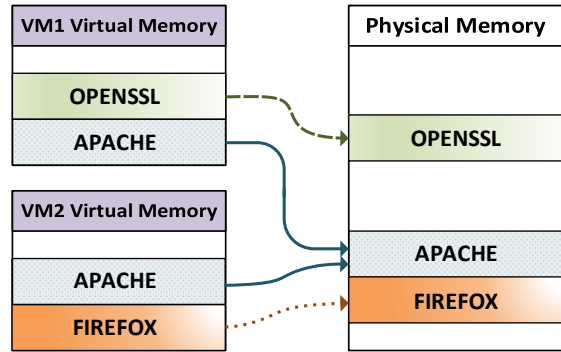 VM1 Virtual Memory
OPENSSL
APACHE
VM2 Virtual Memory
APACHE
FIREFOX
Physical Memory
OPENSSL
APACHE
FIREFOX